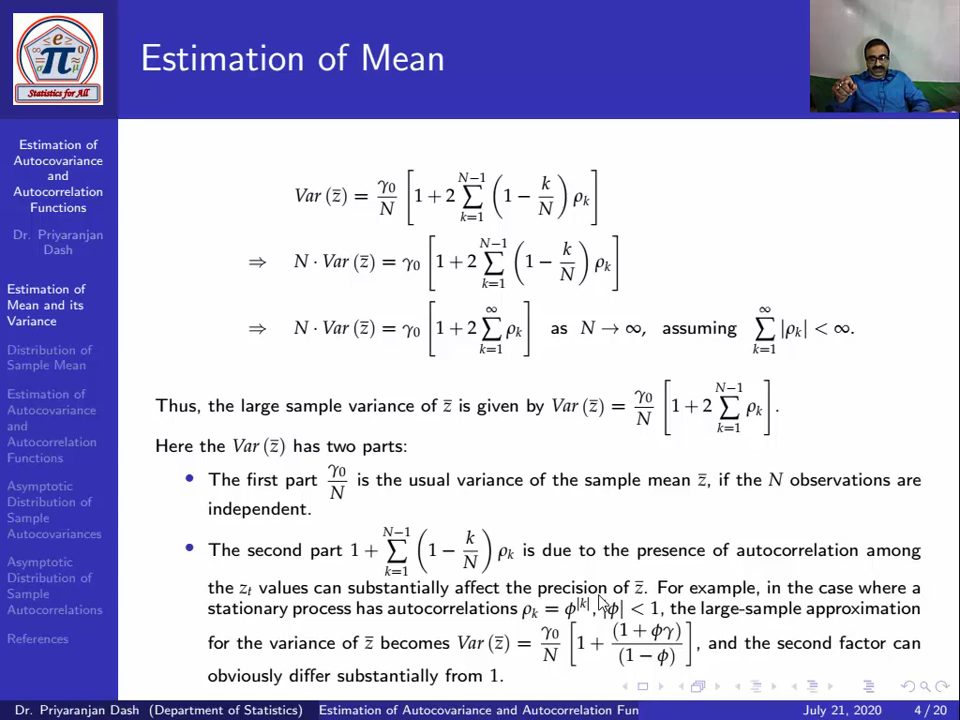 Estimation of Mean
≤e≥
∞ ≠ 0
π
σ ≈ μ
Statistics for All
Estimation of
Autocovariance
and
Autocorrelation
Functions
Dr. Priyaranjan
Dash
Estimation of
Mean and its
Variance
Distribution of
Sample Mean
Estimation of
Autocovariance
and
Autocorrelation
Functions
Asymptotic
Distribution of
Sample
Autocovariances
Asymptotic
Distribution of
Sample
Autocorrelations
References
Var (z̄) = γ₀/N [1 + 2 ∑_{k=1}^{N−1} (1 − k/N) ρₖ]
⇒ N · Var (z̄) = γ₀ [1 + 2 ∑_{k=1}^{N−1} (1 − k/N) ρₖ]
⇒ N · Var (z̄) = γ₀ [1 + 2 ∑_{k=1}^{∞} ρₖ] as N → ∞, assuming ∑_{k=1}^{∞} |ρₖ| < ∞.
Thus, the large sample variance of z̄ is given by Var (z̄) = γ₀/N [1 + 2 ∑_{k=1}^{N−1} ρₖ].
Here the Var (z̄) has two parts:
• The first part γ₀/N is the usual variance of the sample mean z̄, if the N observations are
independent.
• The second part 1 + ∑_{k=1}^{N−1} (1 − k/N) ρₖ is due to the presence of autocorrelation among
the zₜ values can substantially affect the precision of z̄. For example, in the case where a
stationary process has autocorrelations ρₖ = φ^{|k|}, |φ| < 1, the large-sample approximation
for the variance of z̄ becomes Var (z̄) = γ₀/N [1 + (1 + φγ)/(1 − φ)], and the second factor can
obviously differ substantially from 1.
Dr. Priyaranjan Dash (Department of Statistics) Estimation of Autocovariance and Autocorrelation Fun July 21, 2020 4 / 20